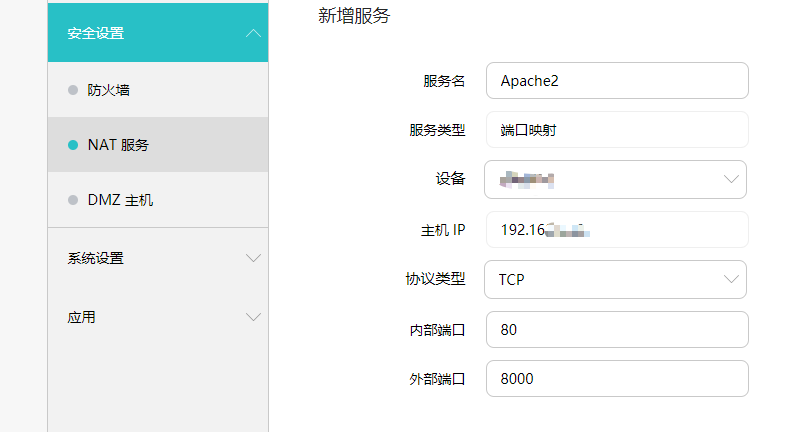 安全设置
防火墙
NAT 服务
DMZ 主机
系统设置
应用
新增服务
服务名 Apache2
服务类型 端口映射
设备
主机 IP 192.16
协议类型 TCP
内部端口 80
外部端口 8000